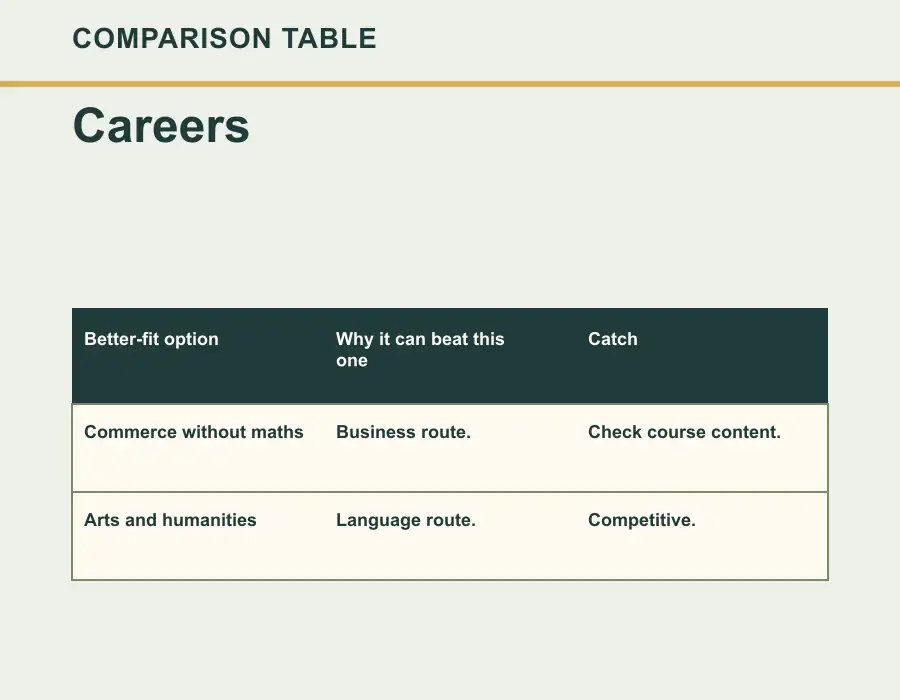 COMPARISON TABLE
Careers
Better-fit option
Why it can beat this
one
Catch
Commerce without maths
Business route.
Check course content.
Arts and humanities
Language route.
Competitive.